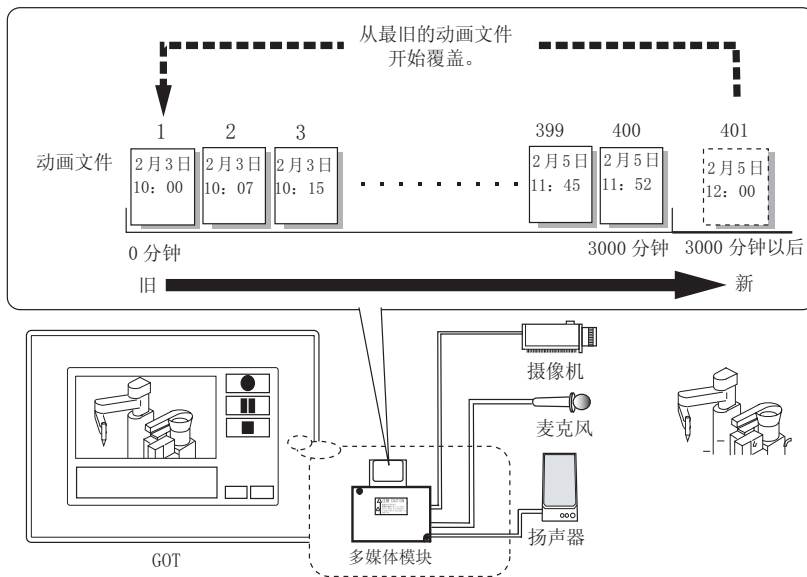 从最旧的动画文件
开始覆盖。
1 2 3 399 400 401
动画文件
2月3日 2月3日 2月3日 2月5日 2月5日 2月5日
10: 00 10: 07 10: 15 ········· 11: 45 11: 52 12: 00
0 分钟 3000 分钟 3000 分钟以后
旧 新
摄像机
麦克风
扬声器
GOT
多媒体模块